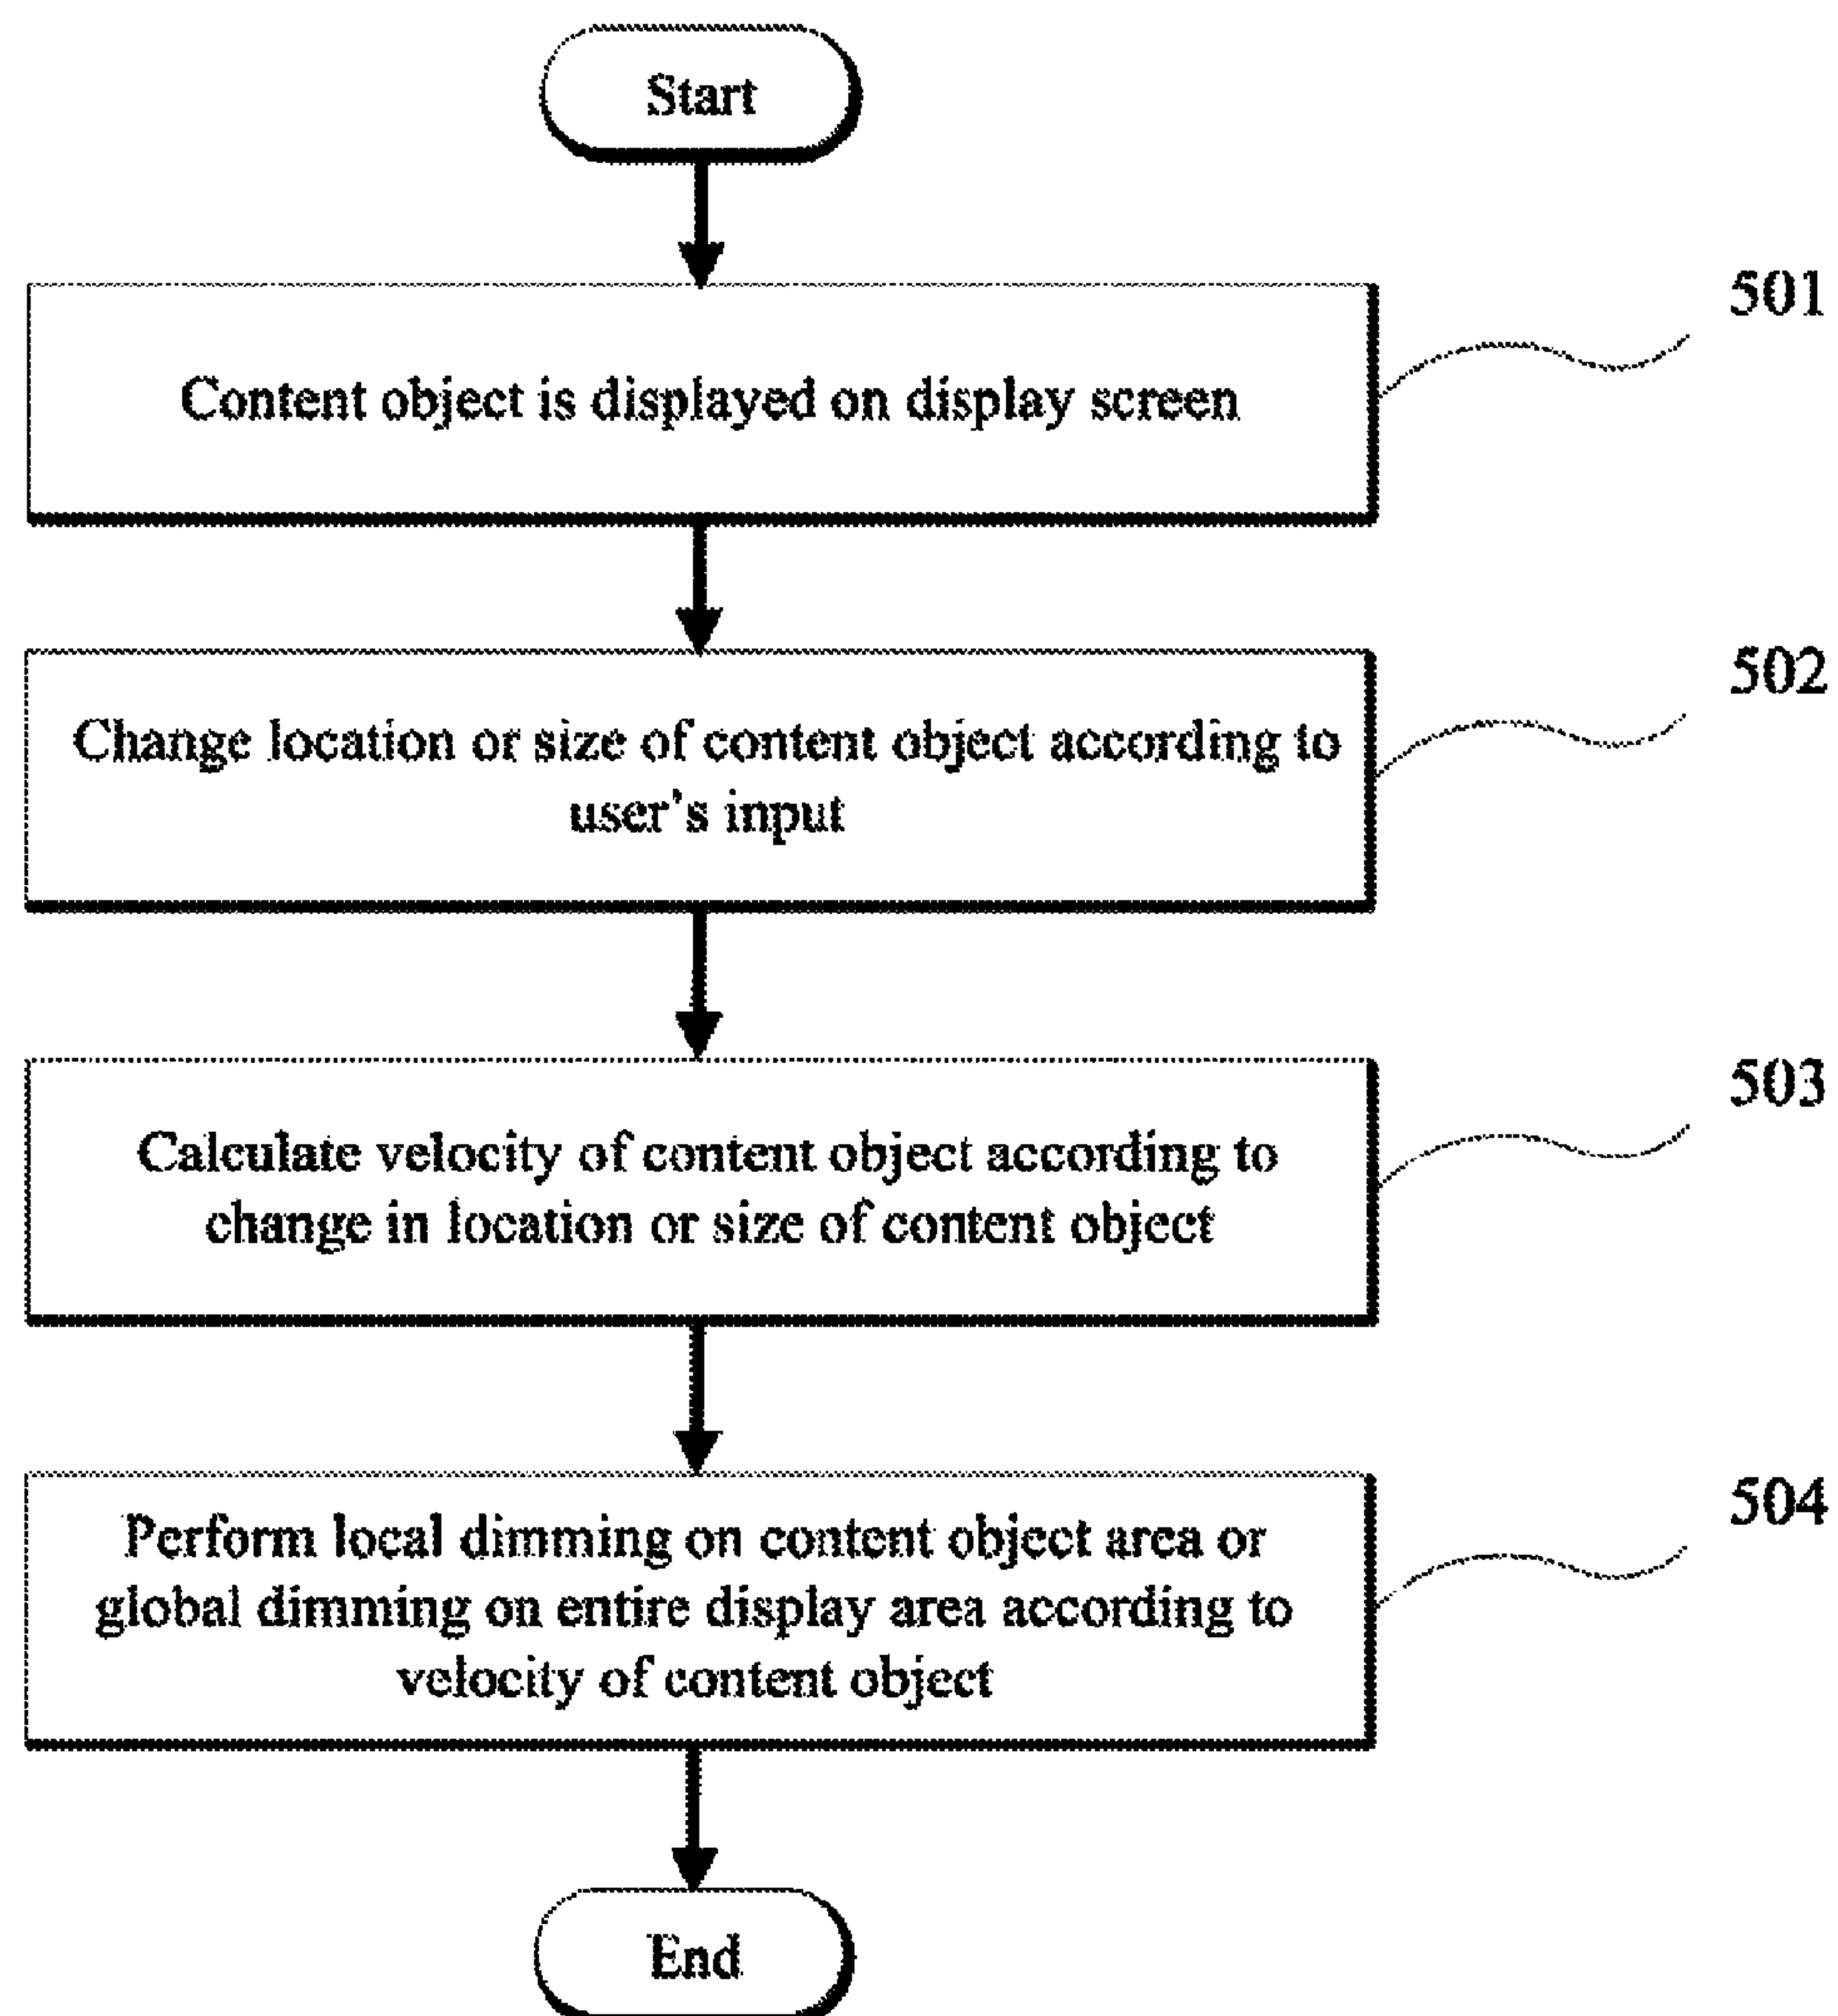 Start
501
Content object is displayed on display screen
502
Change location or size of content object according to
user's input
503
Calculate velocity of content object according to
change in location or size of content object
504
Perform local dimming on content object area or
global dimming on entire display area according to
velocity of content object
End